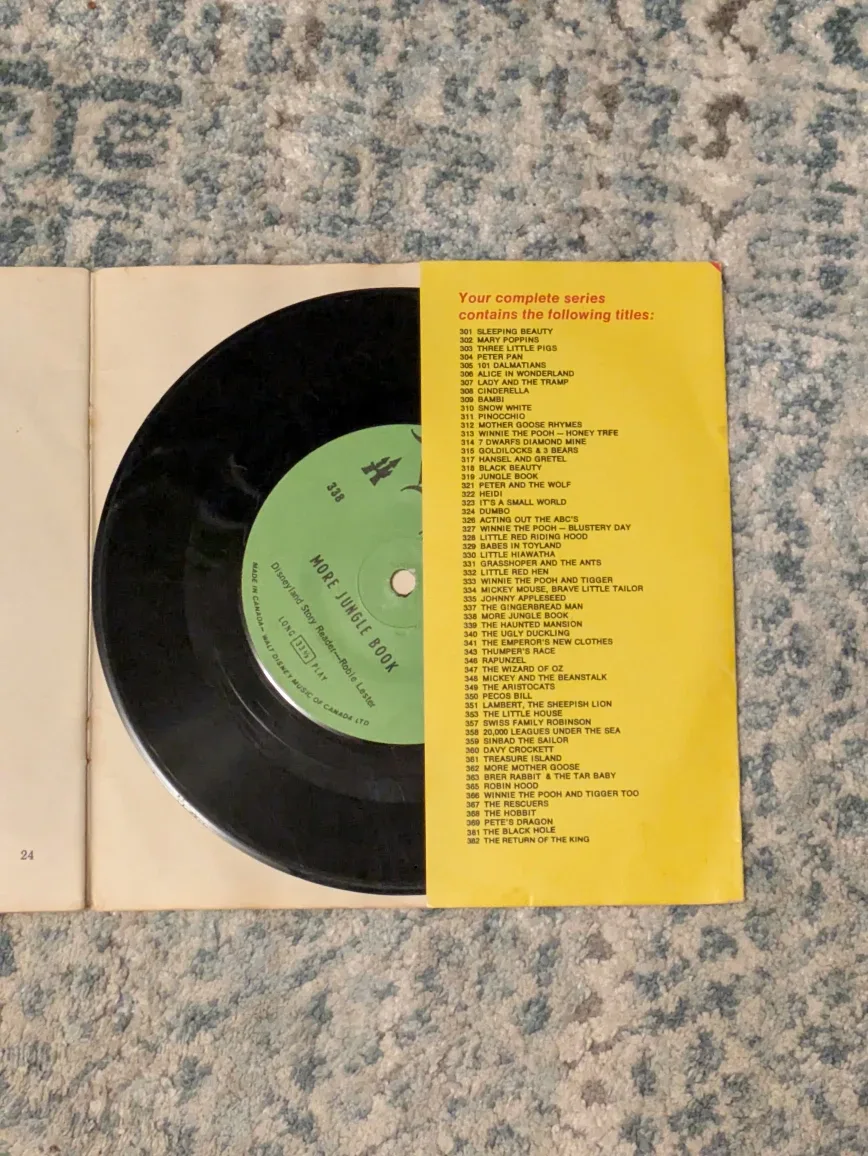 24
338
MORE JUNGLE BOOK
Disneyland Story Reader—Robie Lester
LONG 33⅓ PLAY
MADE IN CANADA — WALT DISNEY MUSIC OF CANADA LTD
Your complete series
contains the following titles:
301 SLEEPING BEAUTY
302 MARY POPPINS
303 THREE LITTLE PIGS
304 PETER PAN
305 101 DALMATIANS
306 ALICE IN WONDERLAND
307 LADY AND THE TRAMP
308 CINDERELLA
309 BAMBI
310 SNOW WHITE
311 PINOCCHIO
312 MOTHER GOOSE RHYMES
313 WINNIE THE POOH — HONEY TREE
314 7 DWARFS DIAMOND MINE
315 GOLDILOCKS & 3 BEARS
317 HANSEL AND GRETEL
318 BLACK BEAUTY
319 JUNGLE BOOK
321 PETER AND THE WOLF
322 HEIDI
323 IT'S A SMALL WORLD
324 DUMBO
326 ACTING OUT THE ABC'S
327 WINNIE THE POOH — BLUSTERY DAY
328 LITTLE RED RIDING HOOD
329 BABES IN TOYLAND
330 LITTLE HIAWATHA
331 GRASSHOPER AND THE ANTS
332 LITTLE RED HEN
333 WINNIE THE POOH AND TIGGER
334 MICKEY MOUSE, BRAVE LITTLE TAILOR
335 JOHNNY APPLESEED
337 THE GINGERBREAD MAN
338 MORE JUNGLE BOOK
339 THE HAUNTED MANSION
340 THE UGLY DUCKLING
341 THE EMPEROR'S NEW CLOTHES
343 THUMPER'S RACE
346 RAPUNZEL
347 THE WIZARD OF OZ
348 MICKEY AND THE BEANSTALK
349 THE ARISTOCATS
350 PECOS BILL
351 LAMBERT, THE SHEEPISH LION
353 THE LITTLE HOUSE
357 SWISS FAMILY ROBINSON
358 20,000 LEAGUES UNDER THE SEA
359 SINBAD THE SAILOR
360 DAVY CROCKETT
361 TREASURE ISLAND
362 MORE MOTHER GOOSE
363 BRER RABBIT & THE TAR BABY
365 ROBIN HOOD
366 WINNIE THE POOH AND TIGGER TOO
367 THE RESCUERS
368 THE HOBBIT
369 PETE'S DRAGON
381 THE BLACK HOLE
382 THE RETURN OF THE KING